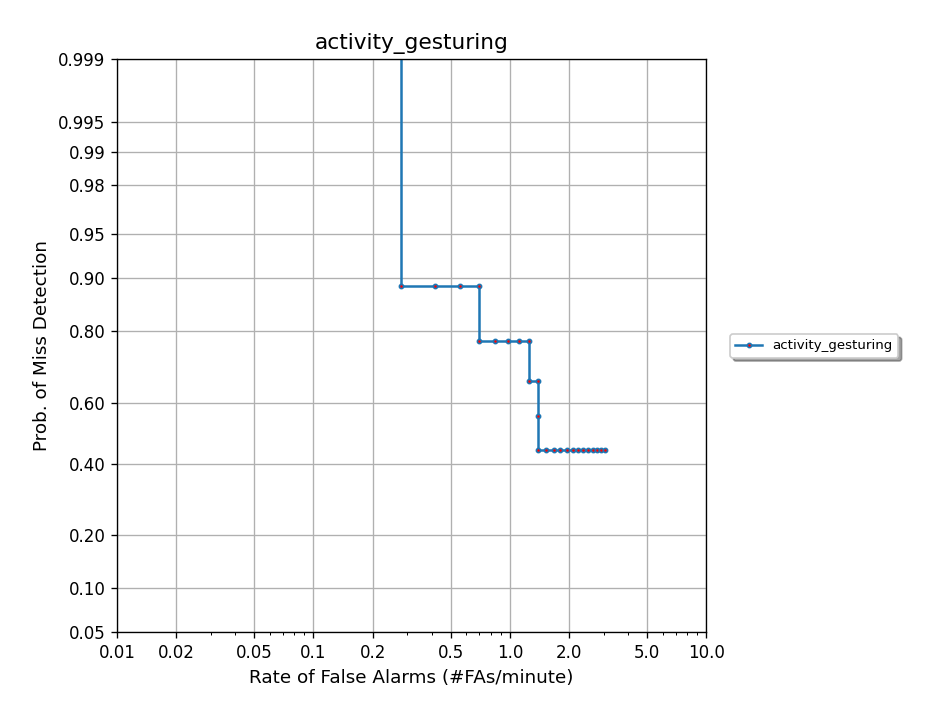 activity_gesturing
0.999
0.995
0.99
0.98
0.95
0.90
0.80
0.60
0.40
0.20
0.10
0.05
Prob. of Miss Detection
0.01 0.02 0.05 0.1 0.2 0.5 1.0 2.0 5.0 10.0
Rate of False Alarms (#FAs/minute)
activity_gesturing